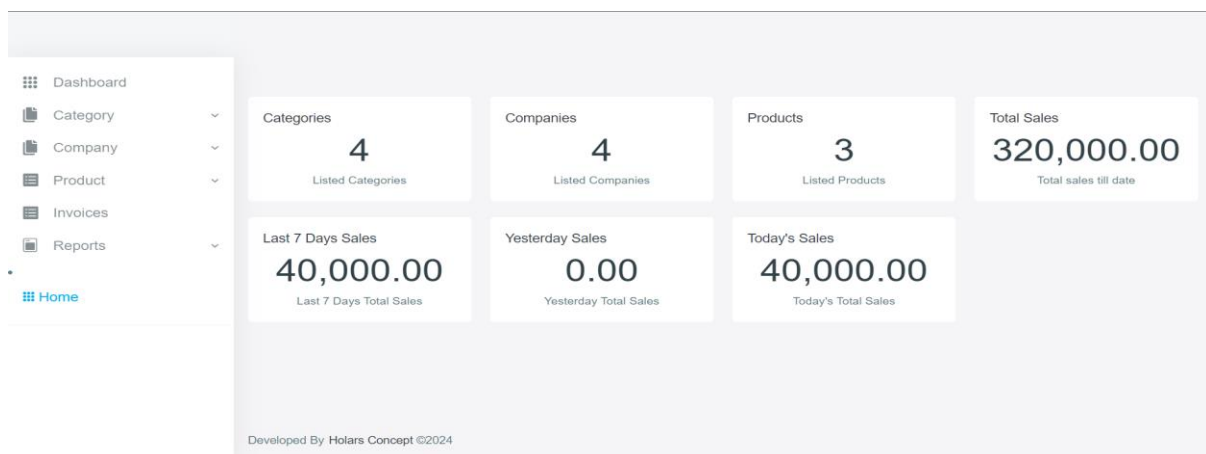 Dashboard
Category
Company
Product
Invoices
Reports
Home
Categories
4
Listed Categories
Companies
4
Listed Companies
Products
3
Listed Products
Total Sales
320,000.00
Total sales till date
Last 7 Days Sales
40,000.00
Last 7 Days Total Sales
Yesterday Sales
0.00
Yesterday Total Sales
Today's Sales
40,000.00
Today's Total Sales
Developed By Holars Concept ©2024